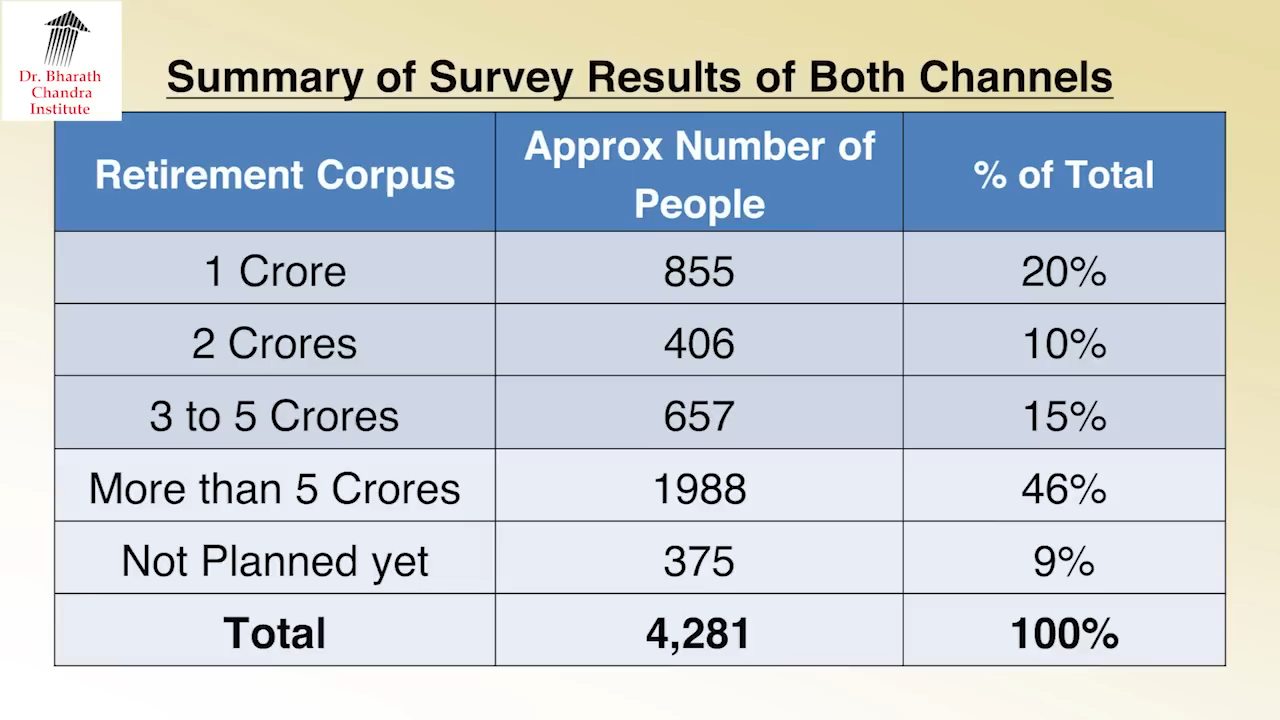 Dr. Bharath
Chandra
Institute
Summary of Survey Results of Both Channels
Retirement Corpus
Approx Number of
People
% of Total
1 Crore 855 20%
2 Crores 406 10%
3 to 5 Crores 657 15%
More than 5 Crores 1988 46%
Not Planned yet 375 9%
Total 4,281 100%